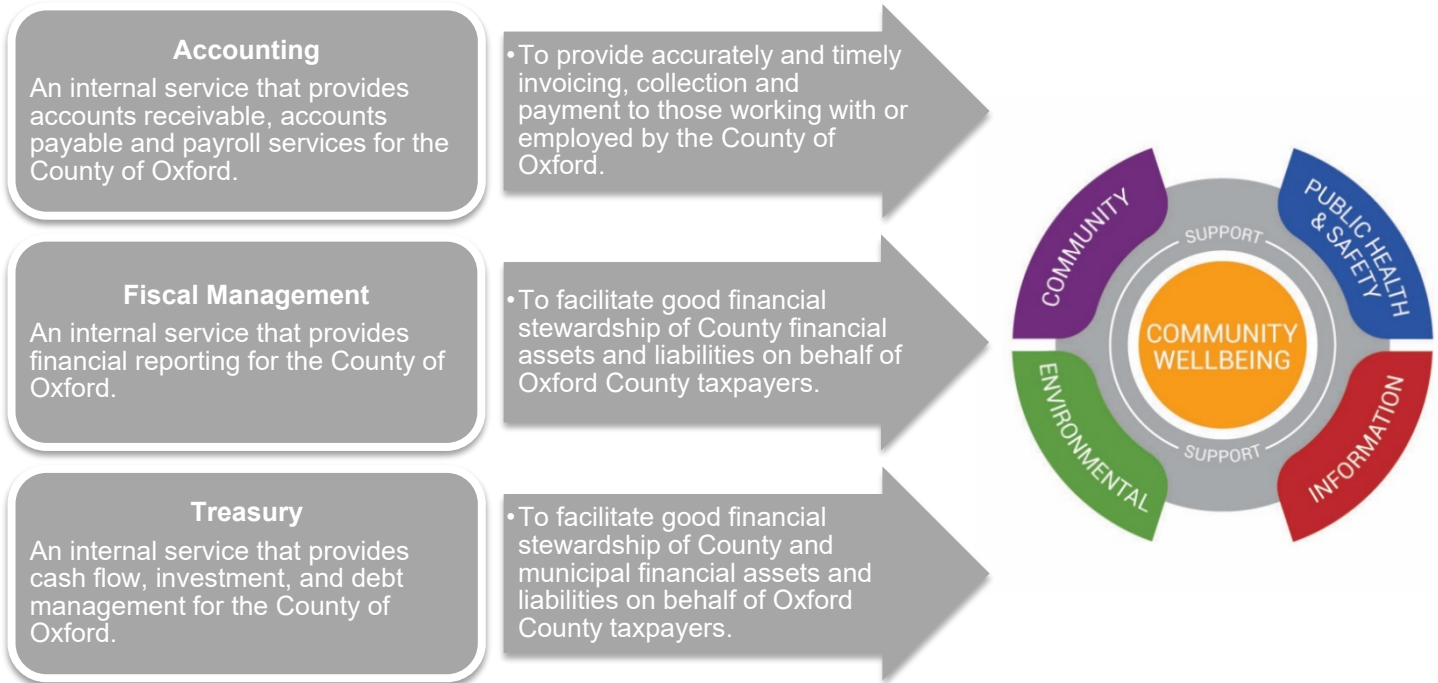 Accounting
An internal service that provides
accounts receivable, accounts
payable and payroll services for the
County of Oxford.
•To provide accurately and timely
invoicing, collection and
payment to those working with or
employed by the County of
Oxford.
Fiscal Management
An internal service that provides
financial reporting for the County of
Oxford.
•To facilitate good financial
stewardship of County financial
assets and liabilities on behalf of
Oxford County taxpayers.
Treasury
An internal service that provides
cash flow, investment, and debt
management for the County of
Oxford.
•To facilitate good financial
stewardship of County and
municipal financial assets and
liabilities on behalf of Oxford
County taxpayers.
COMMUNITY
PUBLIC HEALTH
& SAFETY
SUPPORT
COMMUNITY
WELLBEING
SUPPORT
ENVIRONMENTAL
INFORMATION